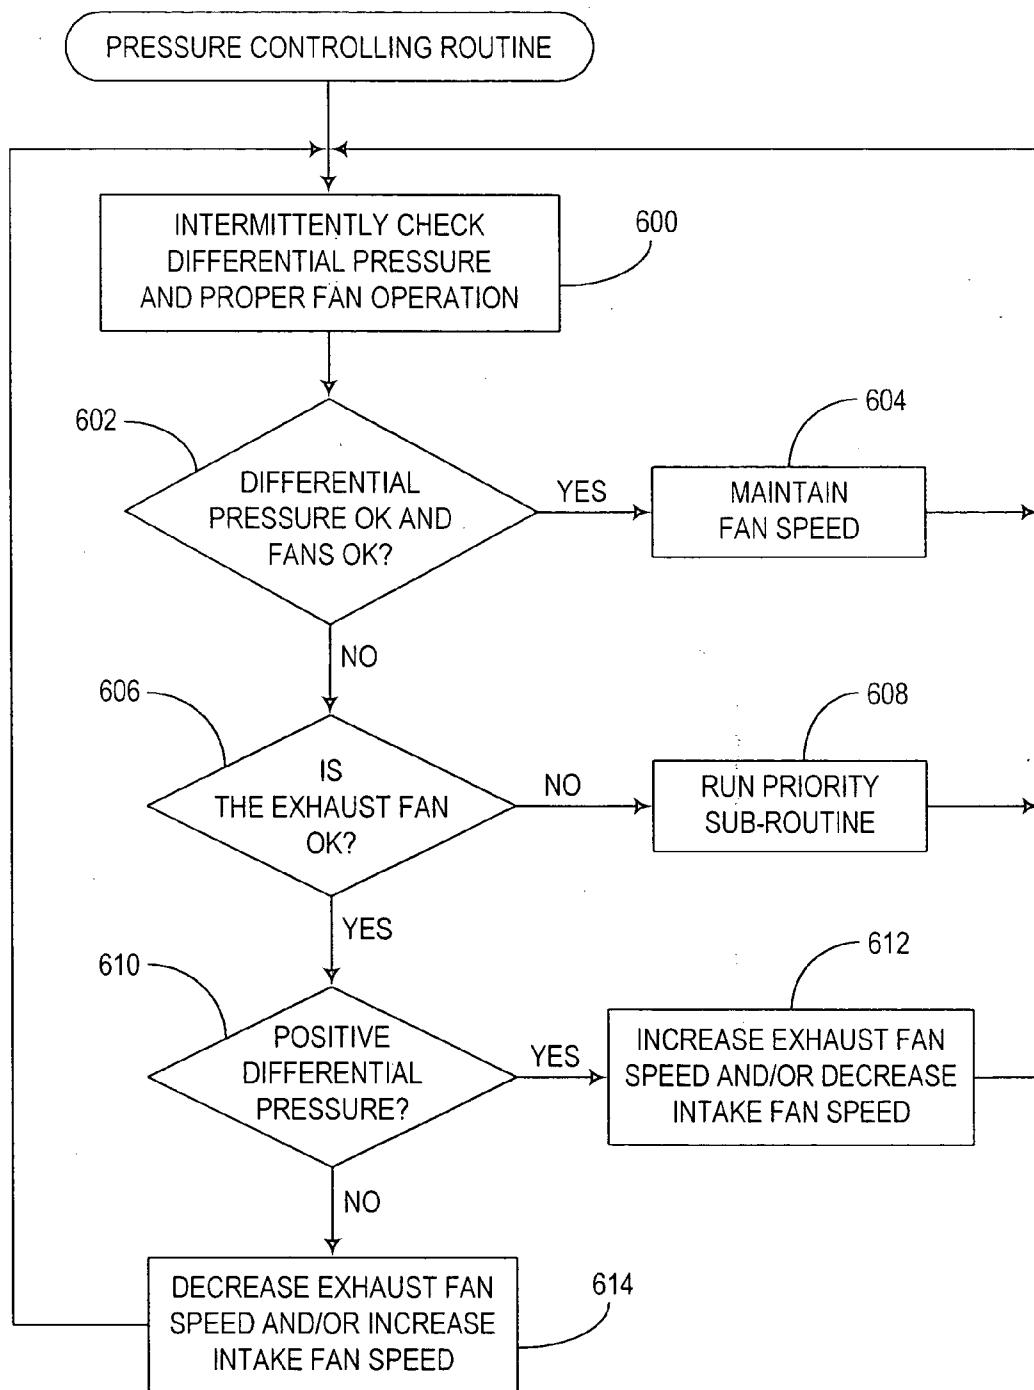 PRESSURE CONTROLLING ROUTINE
INTERMITTENTLY CHECK
DIFFERENTIAL PRESSURE
AND PROPER FAN OPERATION
600
602
DIFFERENTIAL
PRESSURE OK AND
FANS OK?
YES
604
MAINTAIN
FAN SPEED
NO
606
IS
THE EXHAUST FAN
OK?
NO
608
RUN PRIORITY
SUB-ROUTINE
YES
610
POSITIVE
DIFFERENTIAL
PRESSURE?
YES
612
INCREASE EXHAUST FAN
SPEED AND/OR DECREASE
INTAKE FAN SPEED
NO
DECREASE EXHAUST FAN
SPEED AND/OR INCREASE
INTAKE FAN SPEED
614